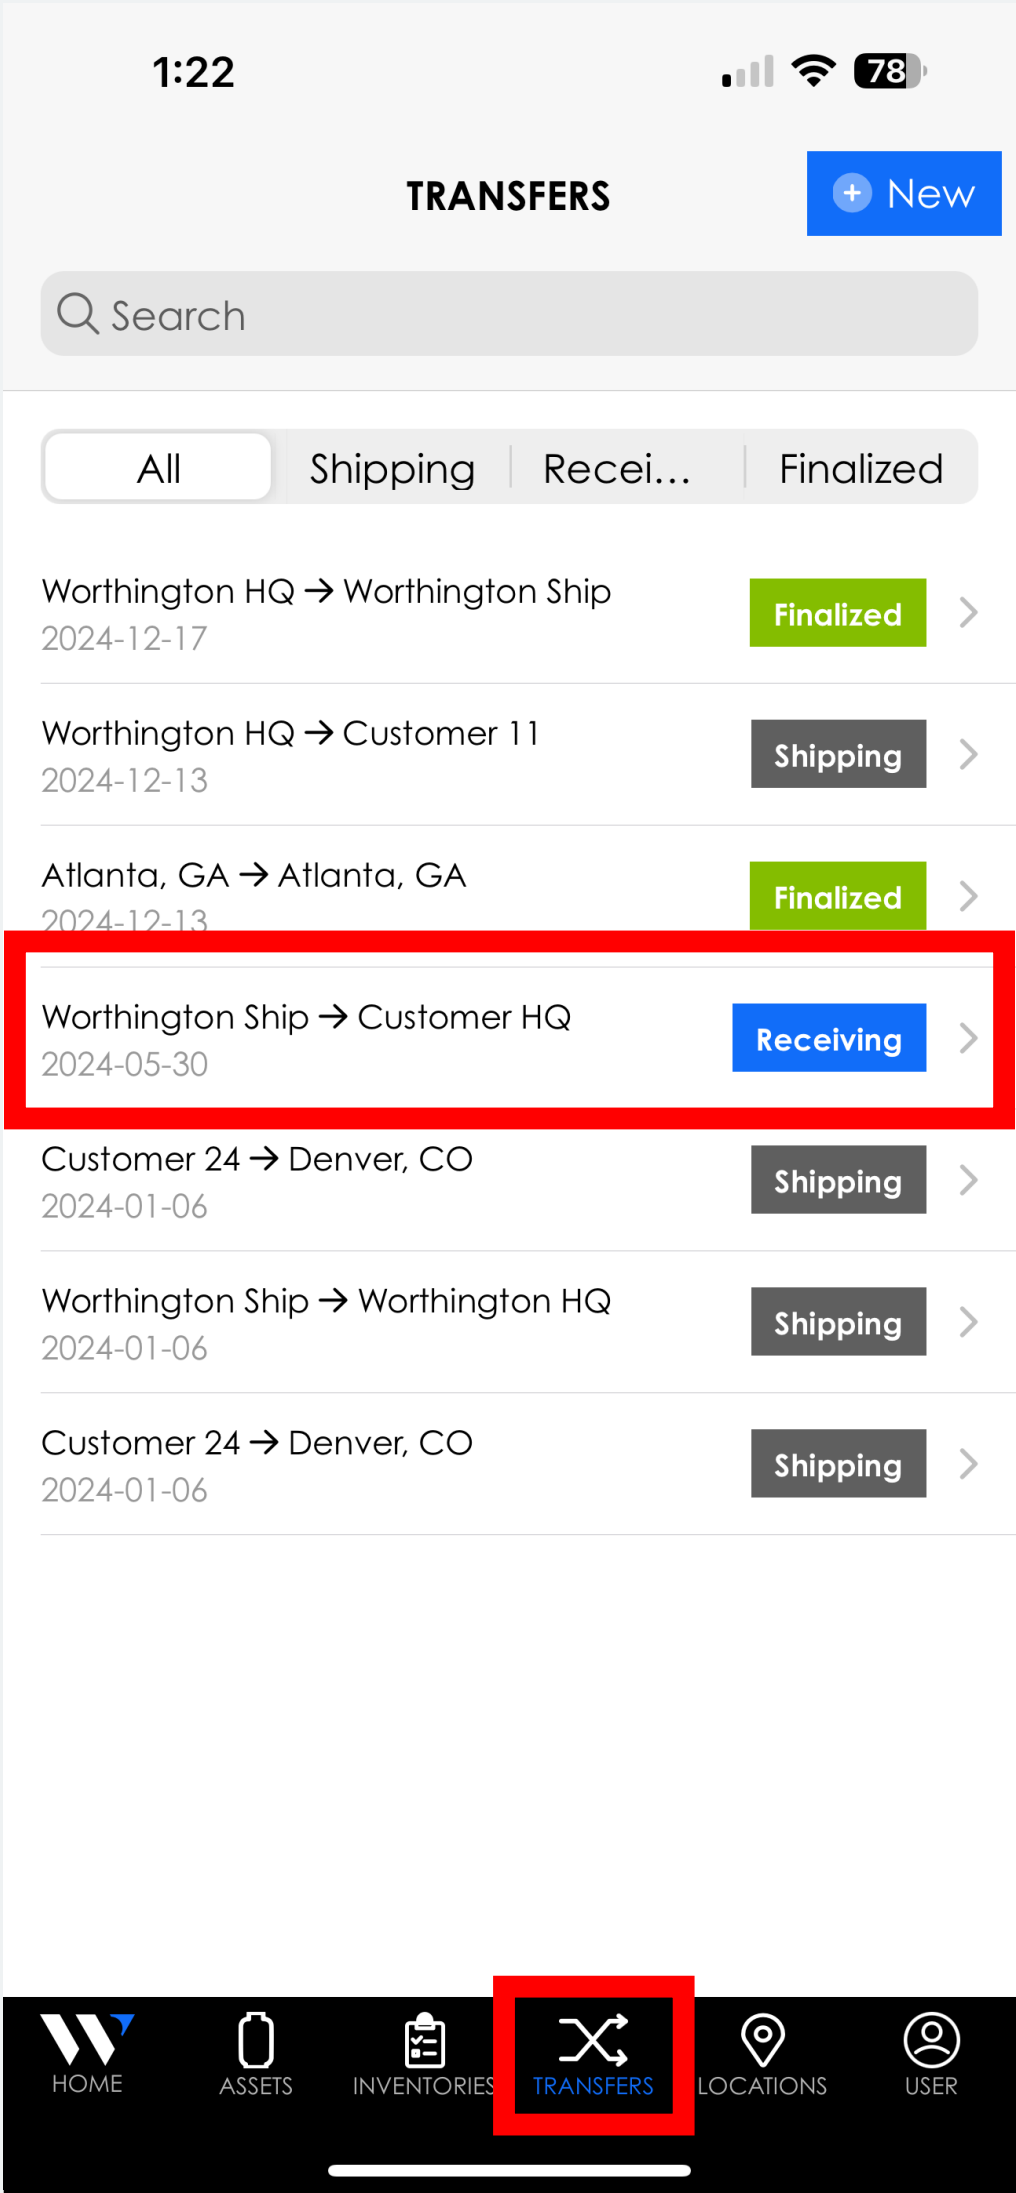 1:22
78
TRANSFERS
+ New
Search
All Shipping Recei... Finalized
Worthington HQ → Worthington Ship
2024-12-17
Finalized
Worthington HQ → Customer 11
2024-12-13
Shipping
Atlanta, GA → Atlanta, GA
2024-12-13
Finalized
Worthington Ship → Customer HQ
2024-05-30
Receiving
Customer 24 → Denver, CO
2024-01-06
Shipping
Worthington Ship → Worthington HQ
2024-01-06
Shipping
Customer 24 → Denver, CO
2024-01-06
Shipping
HOME ASSETS INVENTORIES TRANSFERS LOCATIONS USER